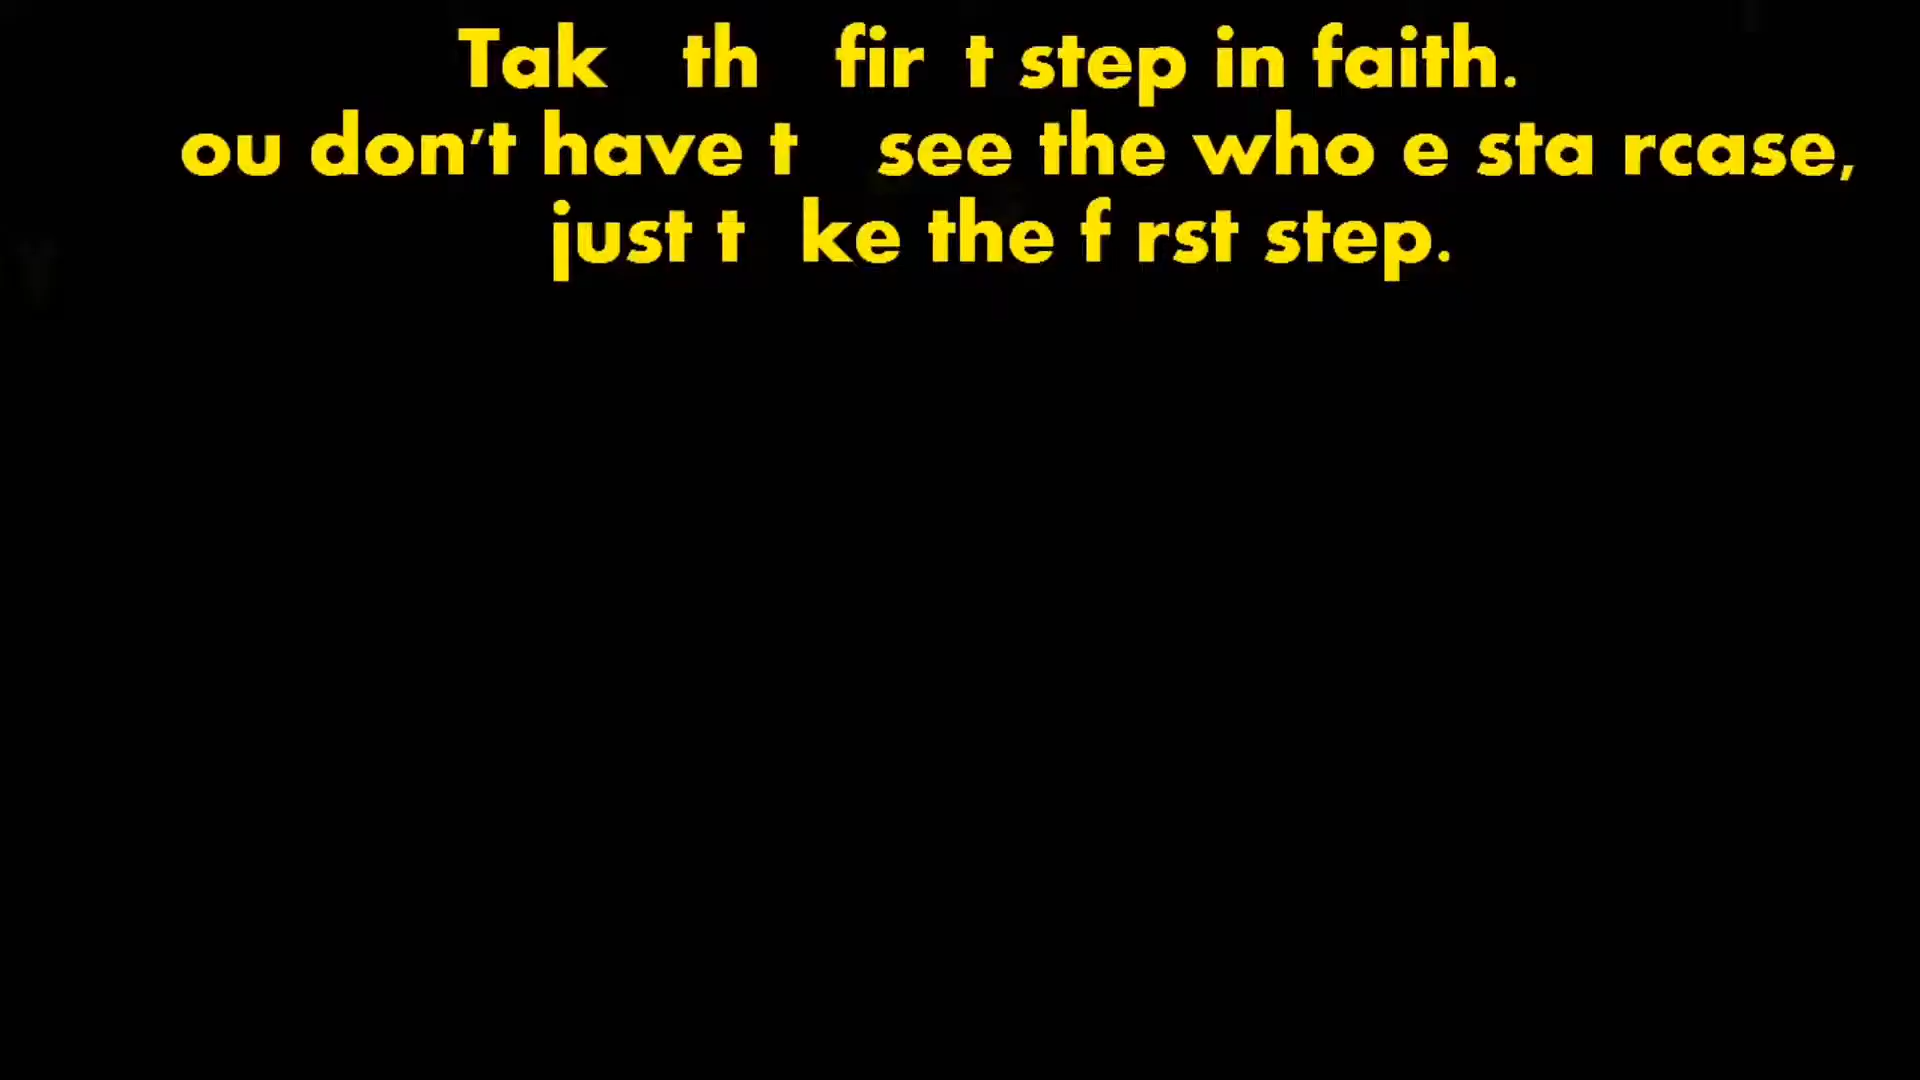 Tak th fir t step in faith.
ou don't have t see the who e sta rcase,
just t ke the f rst step.